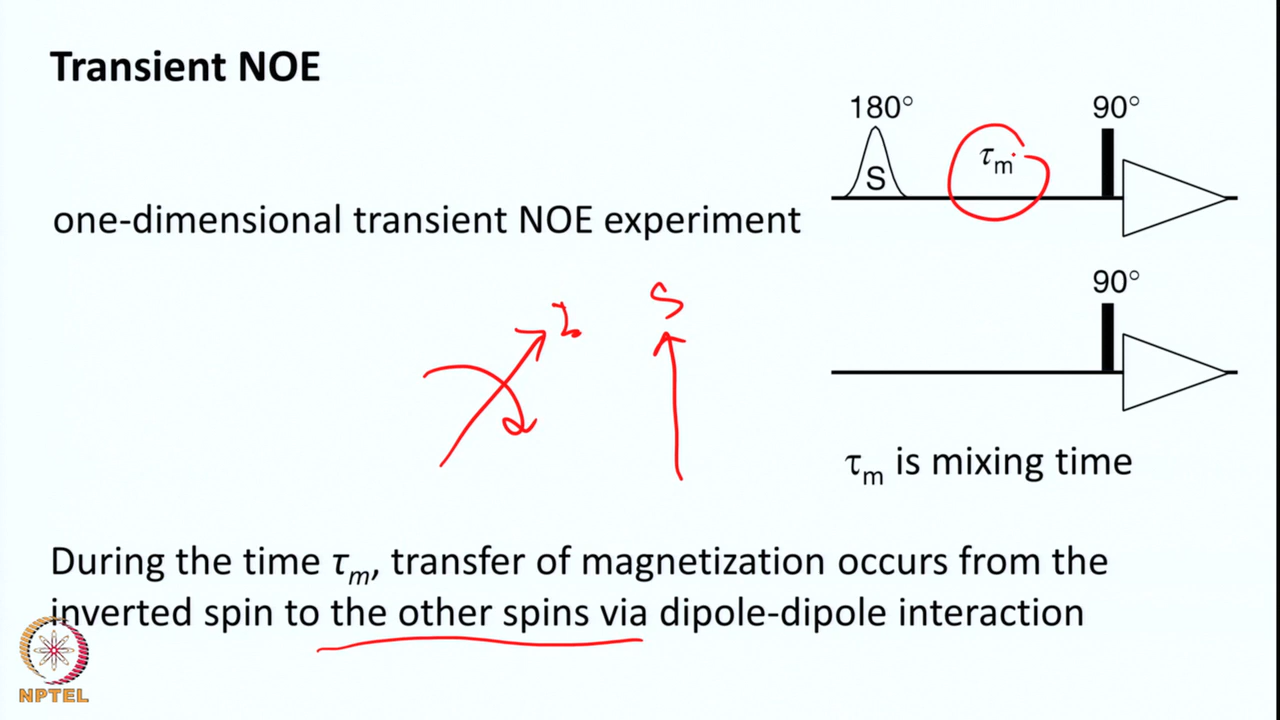 Transient NOE
180°
90°
S
τm
one-dimensional transient NOE experiment
S
I
90°
τm is mixing time
During the time τm, transfer of magnetization occurs from the
inverted spin to the other spins via dipole-dipole interaction
NPTEL